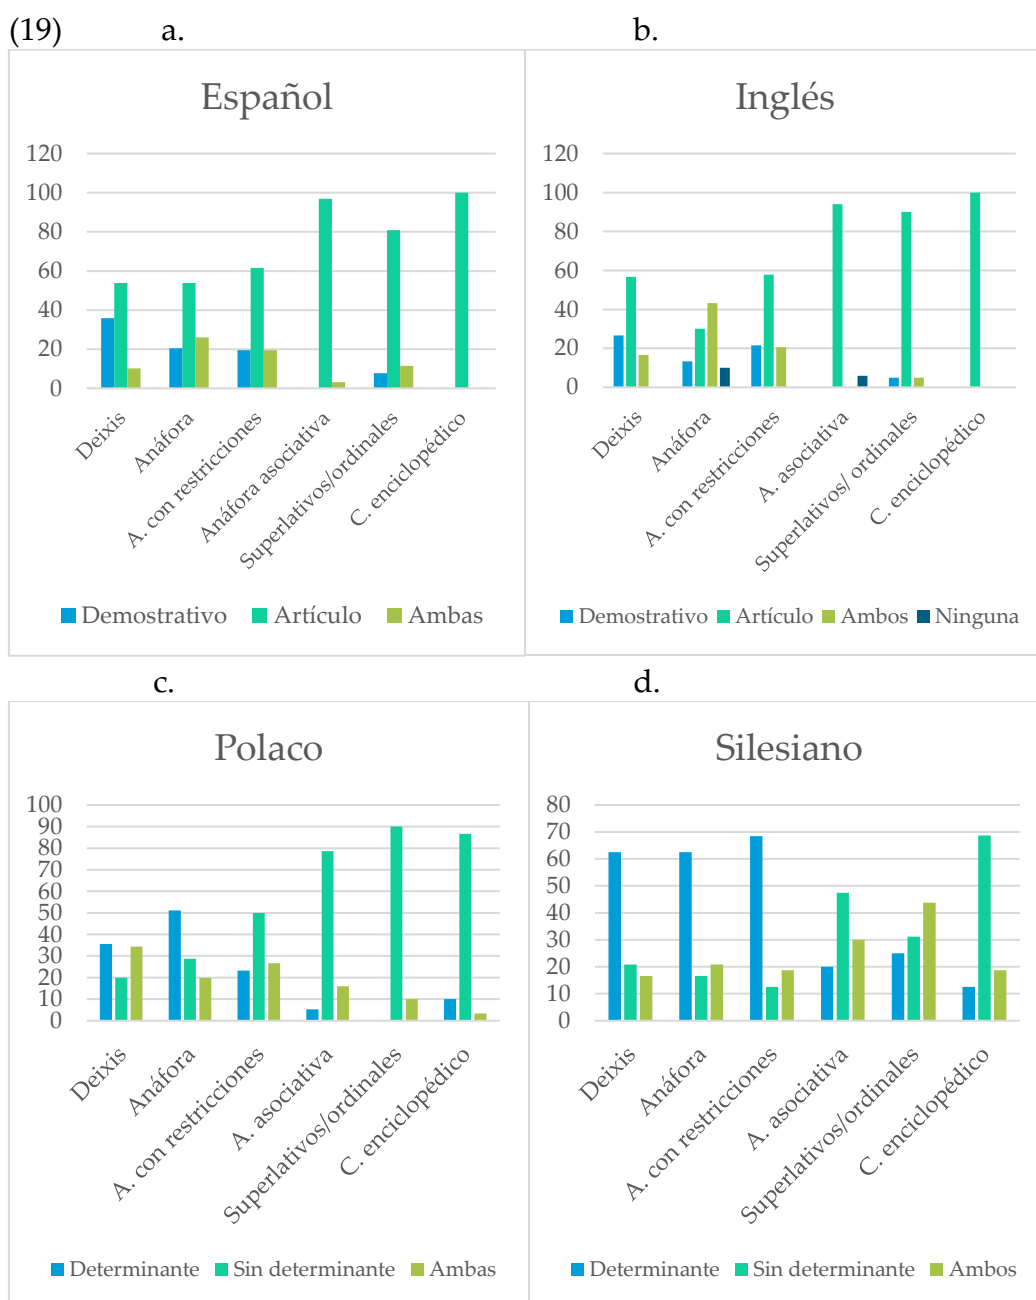 (19) a. b.
Español
120
100
80
60
40
20
0
Deixis
Anáfora
A. con restricciones
Anáfora asociativa
Superlativos/ordinales
C. enciclopédico
Demostrativo Artículo Ambas
Inglés
120
100
80
60
40
20
0
Deixis
Anáfora
A. con restricciones
A. asociativa
Superlativos/ ordinales
C. enciclopédico
Demostrativo Artículo Ambos Ninguna
c. d.
Polaco
100
90
80
70
60
50
40
30
20
10
0
Deixis
Anáfora
A. con restricciones
A. asociativa
Superlativos/ordinales
C. enciclopédico
Determinante Sin determinante Ambas
Silesiano
80
70
60
50
40
30
20
10
0
Deixis
Anáfora
A. con restricciones
A. asociativa
Superlativos/ordinales
C. enciclopédico
Determinante Sin determinante Ambos